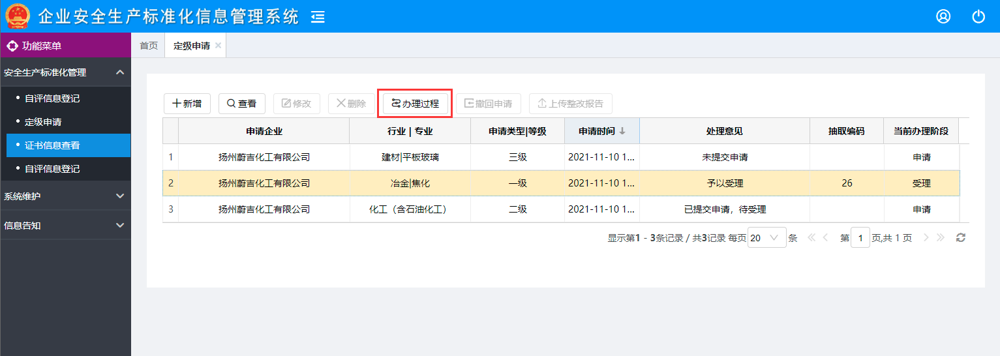 企业安全生产标准化信息管理系统
功能菜单
首页
定级申请
安全生产标准化管理
自评信息登记
定级申请
证书信息查看
自评信息登记
系统维护
信息告知
新增 查看 修改 删除 办理过程 撤回申请 上传整改报告
申请企业 行业 | 专业 申请类型|等级 申请时间 处理意见 抽取编码 当前办理阶段
1 扬州蔚吉化工有限公司 建材|平板玻璃 三级 2021-11-10 1... 未提交申请 申请
2 扬州蔚吉化工有限公司 冶金|焦化 一级 2021-11-10 1... 予以受理 26 受理
3 扬州蔚吉化工有限公司 化工（含石油化工） 二级 2021-11-10 1... 已提交申请，待受理 申请
显示第1 - 3条记录 / 共3记录 每页 20 条 第 1 页,共 1 页